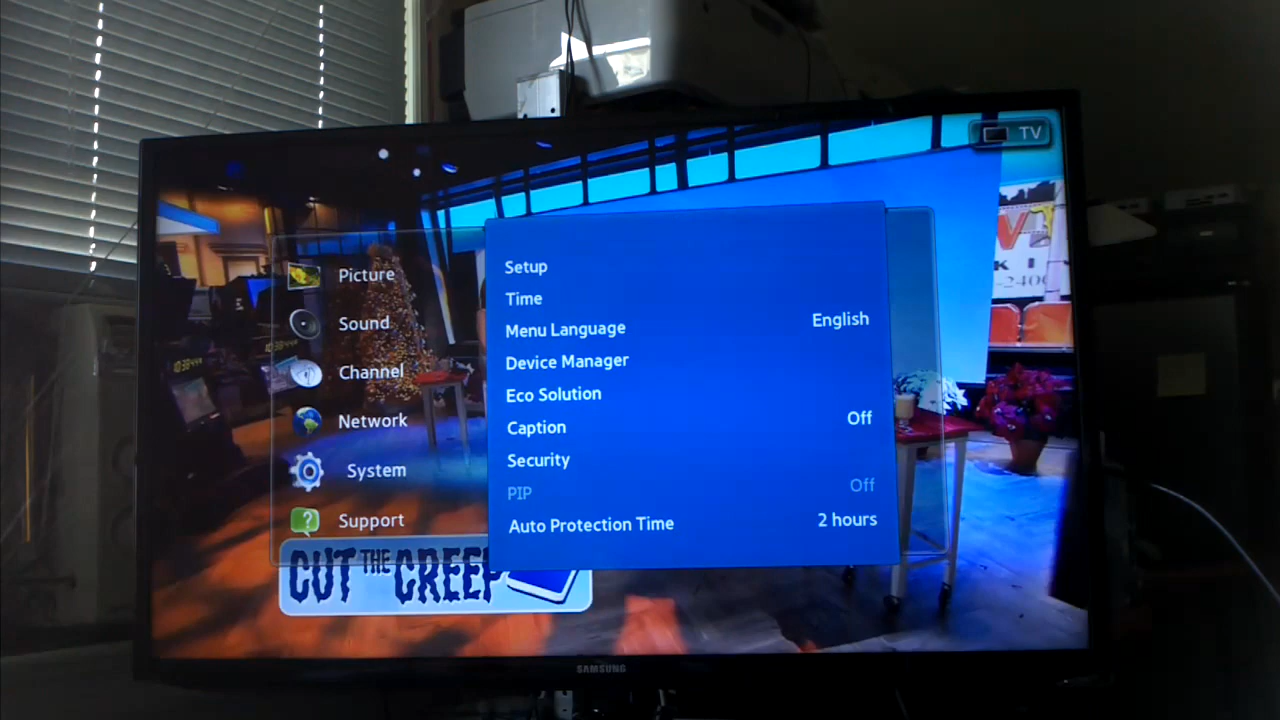 TV
Picture
Sound
Channel
Network
System
Support
Setup
Time
Menu Language English
Device Manager
Eco Solution
Caption Off
Security
PIP Off
Auto Protection Time 2 hours
CUT THE CREEP
SAMSUNG